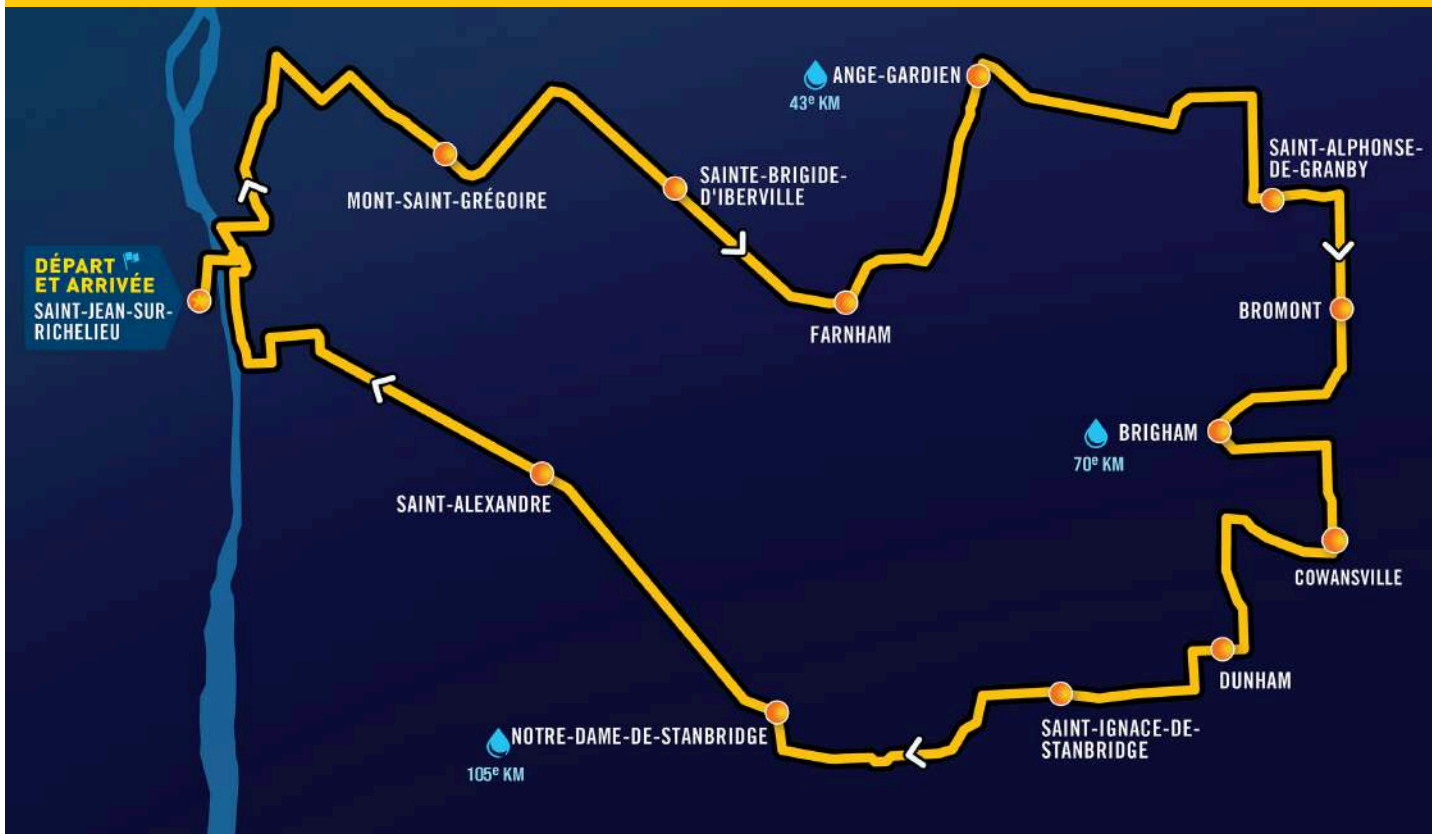 DÉPART
ET ARRIVÉE
SAINT-JEAN-SUR-
RICHELIEU
MONT-SAINT-GRÉGOIRE
SAINTE-BRIGIDE-
D'IBERVILLE
FARNHAM
ANGE-GARDIEN
43e KM
SAINT-ALPHONSE-
DE-GRANBY
BROMONT
BRIGHAM
70e KM
COWANSVILLE
DUNHAM
SAINT-IGNACE-DE-
STANBRIDGE
NOTRE-DAME-DE-STANBRIDGE
105e KM
SAINT-ALEXANDRE